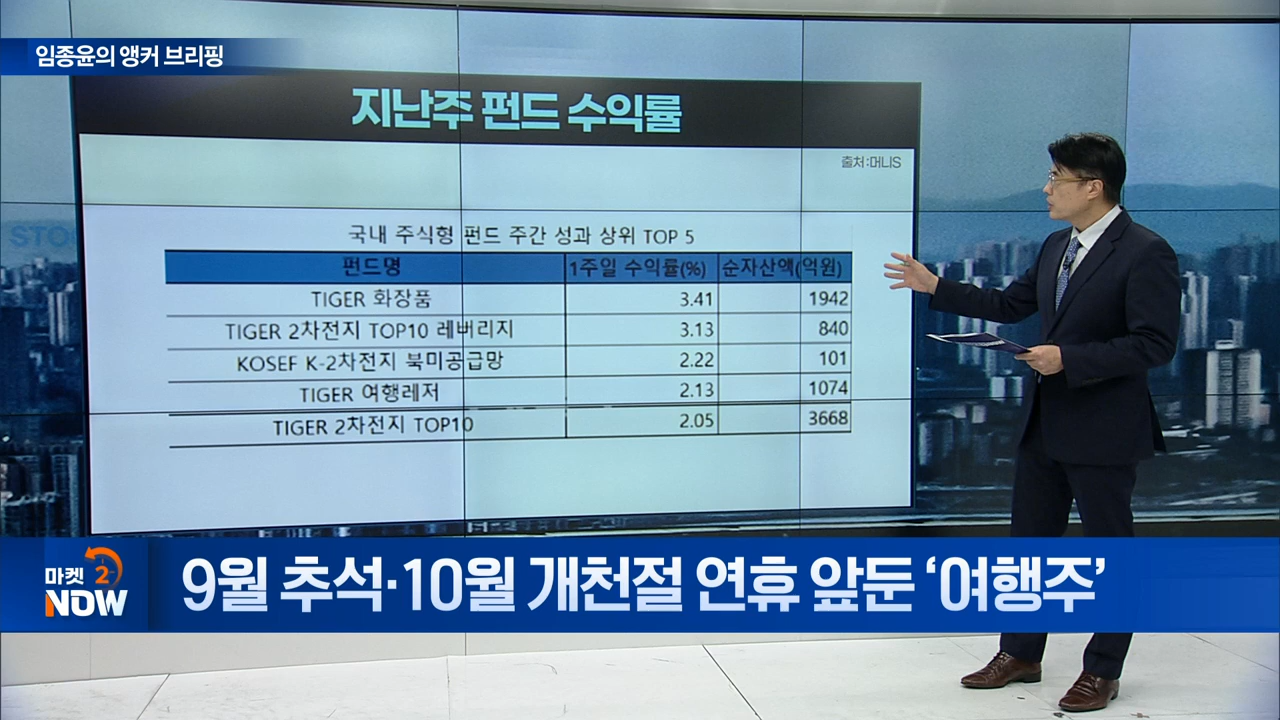 임종윤의 앵커 브리핑
지난주 펀드 수익률
출처:머니S
STO
국내 주식형 펀드 주간 성과 상위 TOP 5
펀드명 1주일 수익률(%) 순자산액(억원)
TIGER 화장품 3.41 1942
TIGER 2차전지 TOP10 레버리지 3.13 840
KOSEF K-2차전지 북미공급망 2.22 101
TIGER 여행레저 2.13 1074
TIGER 2차전지 TOP10 2.05 3668
마켓 2
NOW
9월 추석·10월 개천절 연휴 앞둔 ‘여행주’